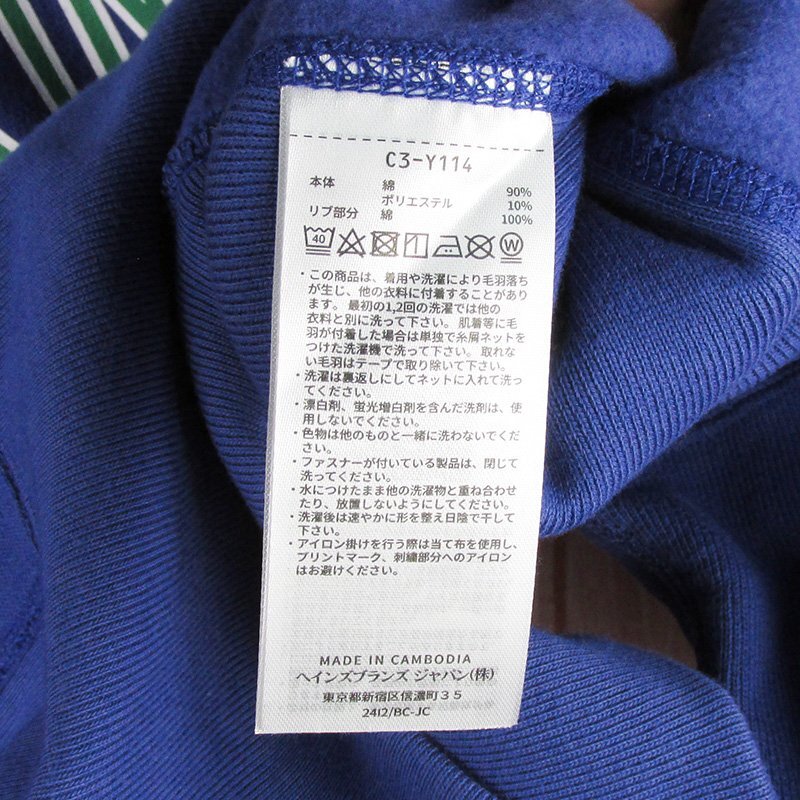 C3-Y114
本体 綿 90%
ポリエステル 10%
リブ部分 綿 100%
40 W
・この商品は、着用や洗濯により毛羽落ち
が生じ、他の衣料に付着することがあり
ます。 最初の1,2回の洗濯では他の
衣料と別に洗って下さい。 肌着等に毛
羽が付着した場合は単独で糸屑ネットを
つけた洗濯機で洗って下さい。 取れな
い毛羽はテープで取り除いて下さい。
・洗濯は裏返しにしてネットに入れて洗っ
てください。
・漂白剤、蛍光増白剤を含んだ洗剤は、使
用しないでください。
・色物は他のものと一緒に洗わないでくだ
さい。
・ファスナーが付いている製品は、閉じて
洗ってください。
・水につけたまま他の洗濯物と重ね合わせ
たり、放置しないようにしてください。
・洗濯後は速やかに形を整え日陰で干して
下さい。
・アイロン掛けを行う際は当て布を使用し、
プリントマーク、刺繍部分へのアイロン
はお避けください。
MADE IN CAMBODIA
ヘインズブランズ ジャパン(株)
東京都新宿区信濃町35
2412/BC-JC